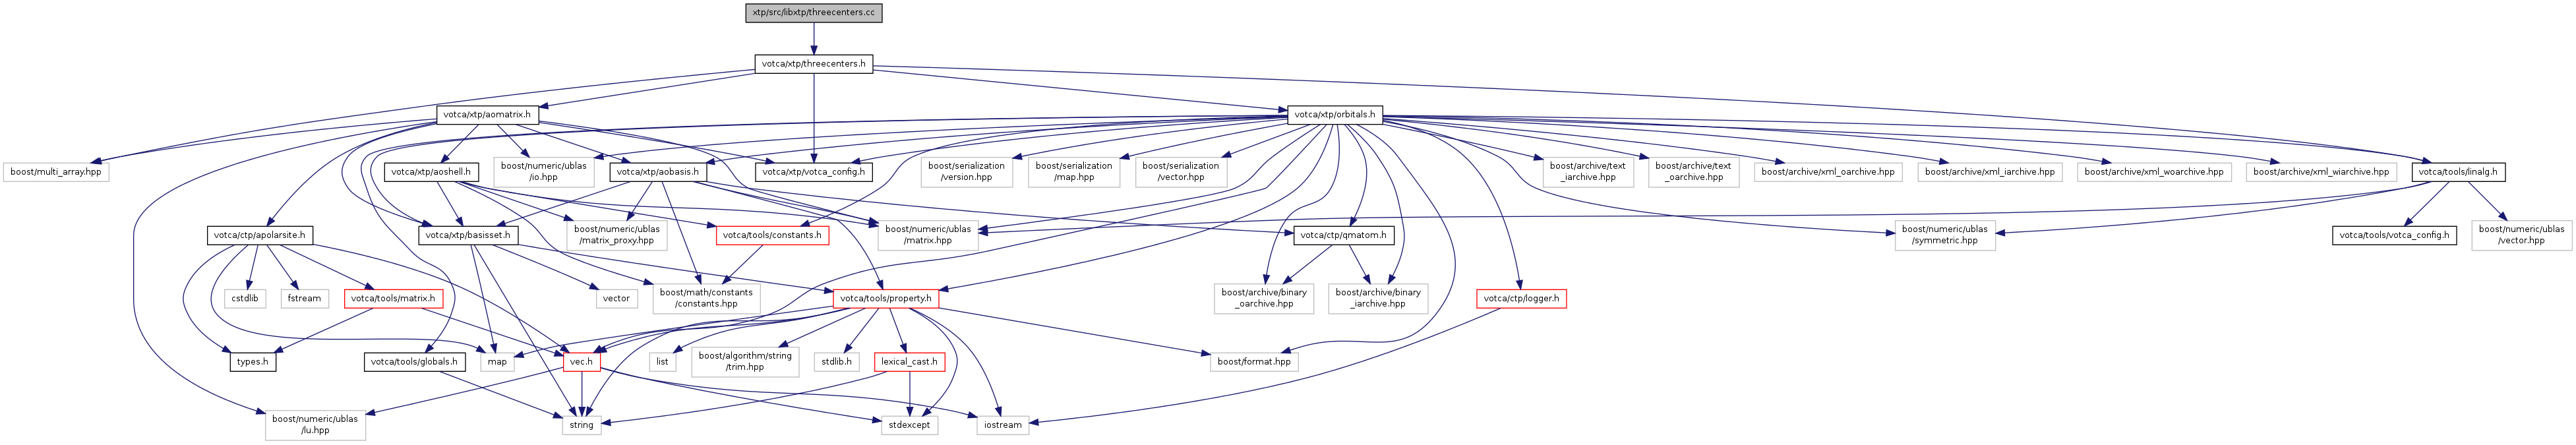 xtp/src/libxtp/threecenters.cc
votca/xtp/threecenters.h
votca/xtp/aomatrix.h
votca/xtp/orbitals.h
boost/multi_array.hpp
votca/xtp/aoshell.h
boost/numeric/ublas
/io.hpp
votca/xtp/aobasis.h
votca/xtp/votca_config.h
boost/serialization
/version.hpp
boost/serialization
/map.hpp
boost/serialization
/vector.hpp
boost/archive/text
_iarchive.hpp
boost/archive/text
_oarchive.hpp
boost/archive/xml_oarchive.hpp
boost/archive/xml_iarchive.hpp
boost/archive/xml_woarchive.hpp
boost/archive/xml_wiarchive.hpp
votca/tools/linalg.h
votca/ctp/apolarsite.h
votca/xtp/basisset.h
boost/numeric/ublas
/matrix_proxy.hpp
votca/tools/constants.h
boost/numeric/ublas
/matrix.hpp
votca/ctp/qmatom.h
boost/numeric/ublas
/symmetric.hpp
votca/tools/votca_config.h
boost/numeric/ublas
/vector.hpp
cstdlib
fstream
votca/tools/matrix.h
vector
boost/math/constants
/constants.hpp
votca/tools/property.h
boost/archive/binary
_oarchive.hpp
boost/archive/binary
_iarchive.hpp
votca/ctp/logger.h
types.h
votca/tools/globals.h
map
vec.h
list
boost/algorithm/string
/trim.hpp
stdlib.h
lexical_cast.h
boost/format.hpp
boost/numeric/ublas
/lu.hpp
string
stdexcept
iostream